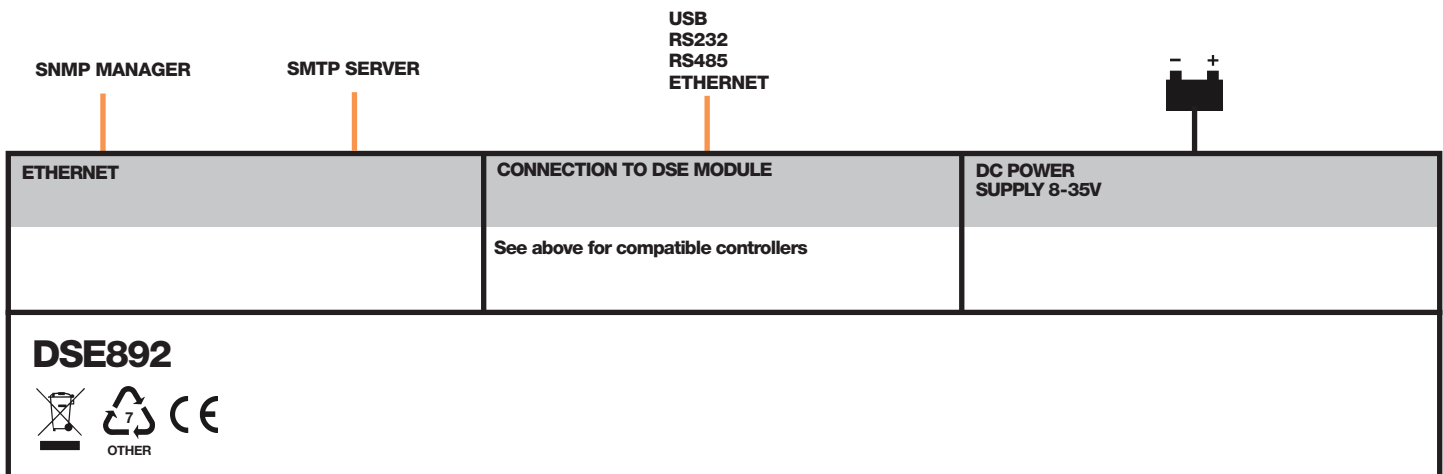 SNMP MANAGER
SMTP SERVER
USB
RS232
RS485
ETHERNET
- +
ETHERNET
CONNECTION TO DSE MODULE
DC POWER
SUPPLY 8-35V
See above for compatible controllers
DSE892
7
CE
OTHER